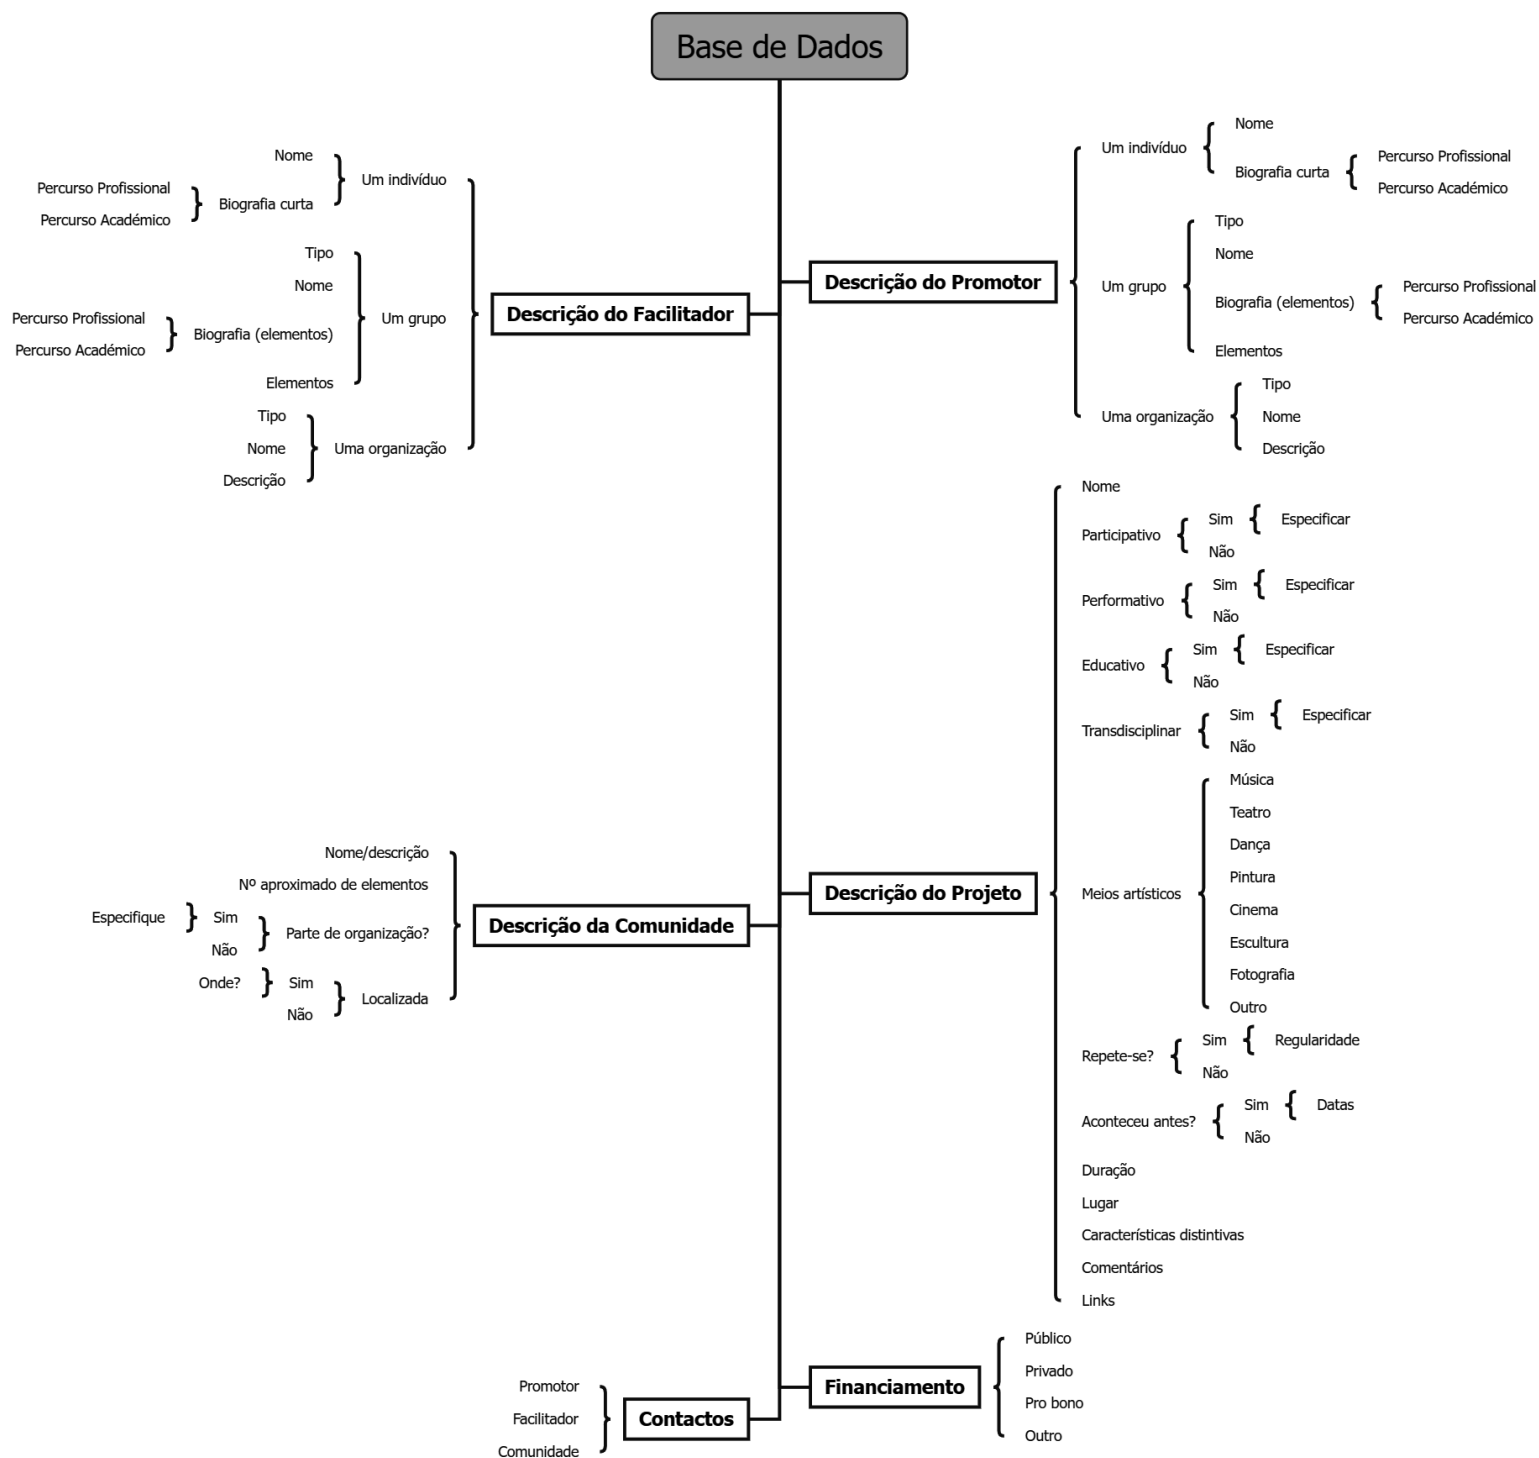 Base de Dados
Descrição do Promotor
Um indivíduo
Nome
Biografia curta
Percurso Profissional
Percurso Académico
Um grupo
Tipo
Nome
Biografia (elementos)
Percurso Profissional
Percurso Académico
Elementos
Uma organização
Tipo
Nome
Descrição
Descrição do Facilitador
Um indivíduo
Nome
Biografia curta
Percurso Profissional
Percurso Académico
Um grupo
Tipo
Nome
Biografia (elementos)
Percurso Profissional
Percurso Académico
Elementos
Uma organização
Tipo
Nome
Descrição
Descrição do Projeto
Nome
Participativo
Sim
Especificar
Não
Performativo
Sim
Especificar
Não
Educativo
Sim
Especificar
Não
Transdisciplinar
Sim
Especificar
Não
Meios artísticos
Música
Teatro
Dança
Pintura
Cinema
Escultura
Fotografia
Outro
Repete-se?
Sim
Regularidade
Não
Aconteceu antes?
Sim
Datas
Não
Duração
Lugar
Características distintivas
Comentários
Links
Descrição da Comunidade
Nome/descrição
Nº aproximado de elementos
Parte de organização?
Sim
Especifique
Não
Localizada
Sim
Onde?
Não
Financiamento
Público
Privado
Pro bono
Outro
Contactos
Promotor
Facilitador
Comunidade